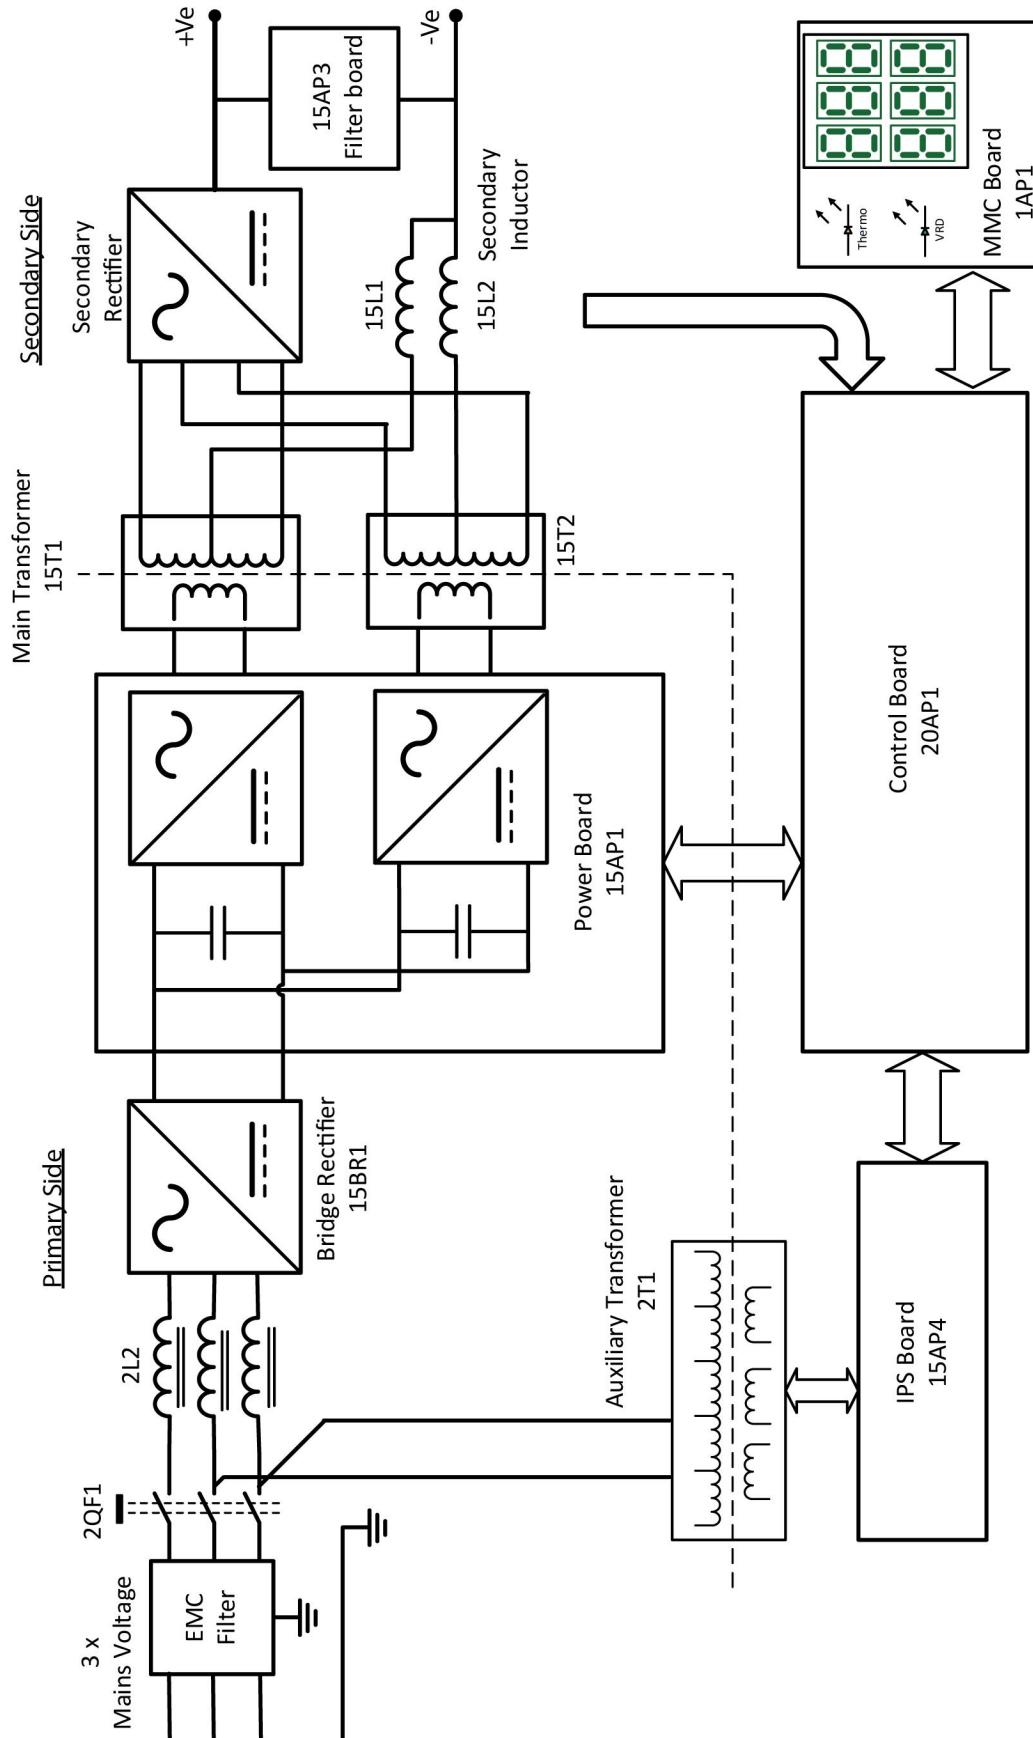 Primary Side
Secondary Side
3 x
Mains Voltage
EMC
Filter
2QF1
2L2
Bridge Rectifier
15BR1
Power Board
15AP1
Main Transformer
15T1
15T2
Secondary
Rectifier
15L1
15L2
Secondary
Inductor
+Ve
15AP3
Filter board
-Ve
Auxiliary Transformer
2T1
IPS Board
15AP4
Control Board
20AP1
Thermo
VRD
888
888
MMC Board
1AP1